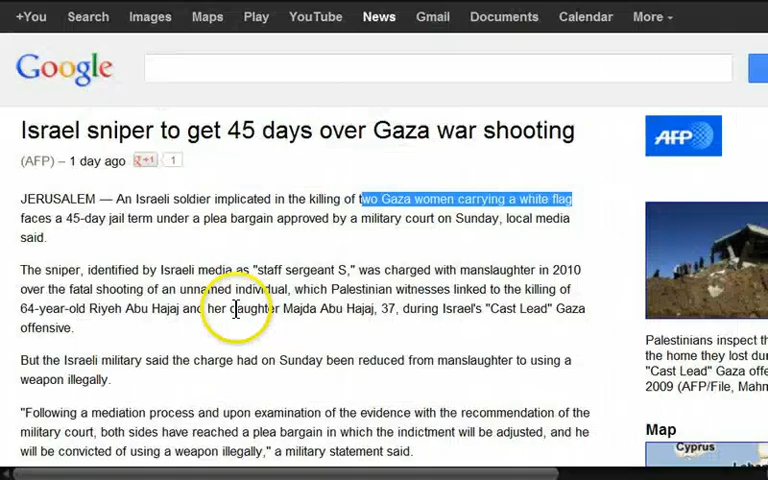 +You Search Images Maps Play YouTube News Gmail Documents Calendar More
Google
Israel sniper to get 45 days over Gaza war shooting
(AFP) – 1 day ago +1 1
JERUSALEM — An Israeli soldier implicated in the killing of two Gaza women carrying a white flag
faces a 45-day jail term under a plea bargain approved by a military court on Sunday, local media
said.
The sniper, identified by Israeli media as "staff sergeant S," was charged with manslaughter in 2010
over the fatal shooting of an unnamed individual, which Palestinian witnesses linked to the killing of
64-year-old Riyeh Abu Hajaj and her daughter Majda Abu Hajaj, 37, during Israel's "Cast Lead" Gaza
offensive.
But the Israeli military said the charge had on Sunday been reduced from manslaughter to using a
weapon illegally.
"Following a mediation process and upon examination of the evidence with the recommendation of the
military court, both sides have reached a plea bargain in which the indictment will be adjusted, and he
will be convicted of using a weapon illegally," a military statement said.
AFP
Palestinians inspect
the home they lost
"Cast Lead" Gaza
2009 (AFP/File,
Map
Cyprus